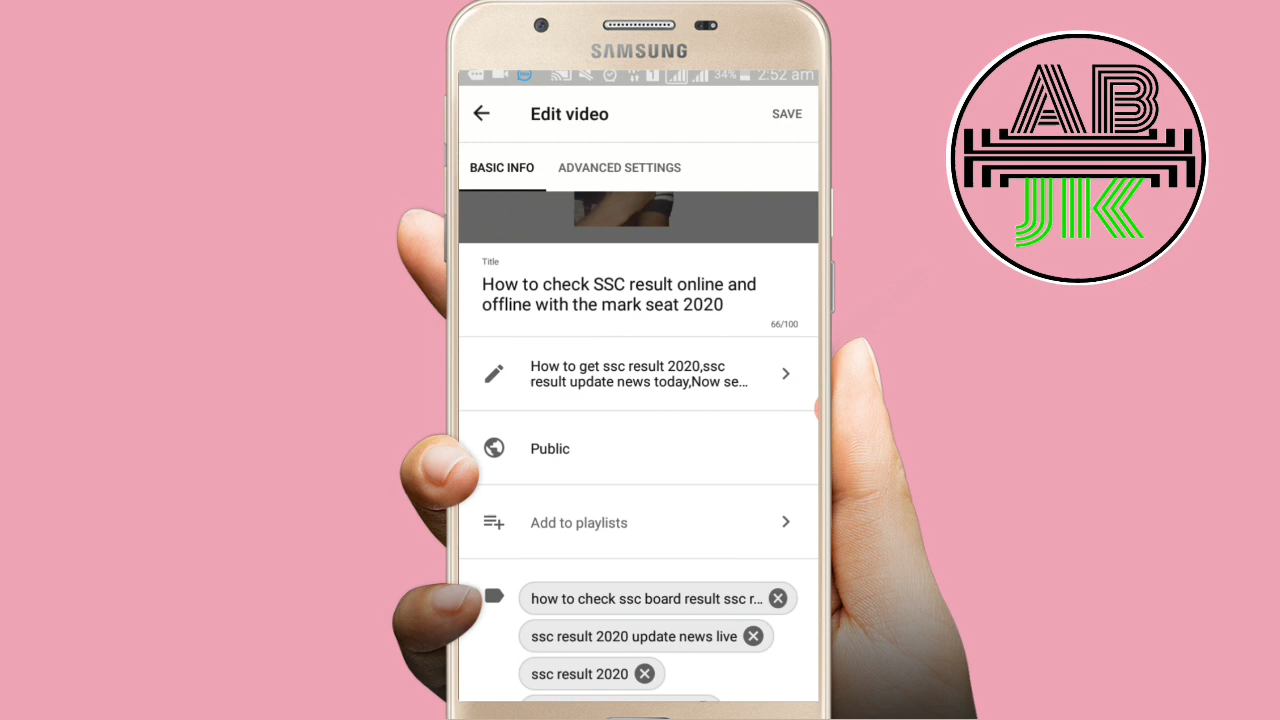 SAMSUNG
34% 2:52 am
Edit video
SAVE
BASIC INFO
ADVANCED SETTINGS
Title
How to check SSC result online and
offline with the mark seat 2020
66/100
How to get ssc result 2020,ssc
result update news today,Now se...
Public
Add to playlists
how to check ssc board result ssc r...
ssc result 2020 update news live
ssc result 2020
AB
JK